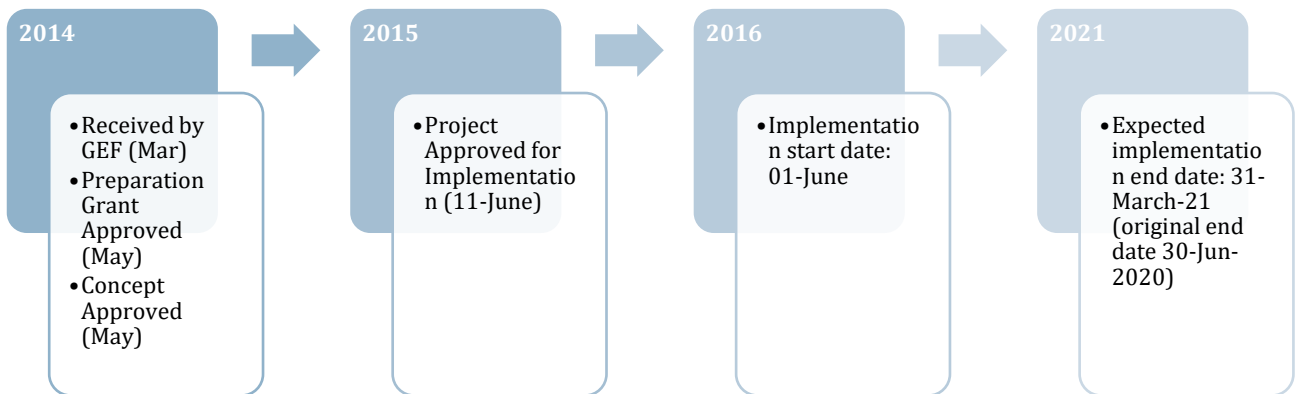 2014
•Received by
GEF (Mar)
•Preparation
Grant
Approved
(May)
•Concept
Approved
(May)
2015
•Project
Approved for
Implementatio
n (11-June)
2016
•Implementatio
n start date:
01-June
2021
•Expected
implementatio
n end date: 31-
March-21
(original end
date 30-Jun-
2020)